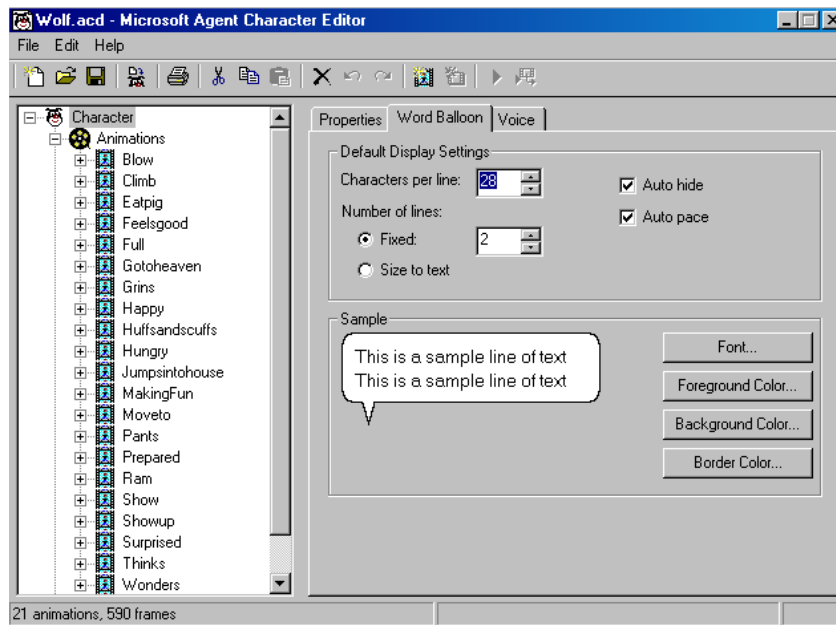 Wolf.acd - Microsoft Agent Character Editor
File Edit Help
Character
Animations
Blow
Climb
Eatpig
Feelsgood
Full
Gotoheaven
Grins
Happy
Huffsandscuffs
Hungry
Jumpsintohouse
MakingFun
Moveto
Pants
Prepared
Ram
Show
Showup
Surprised
Thinks
Wonders
Properties Word Balloon Voice
Default Display Settings
Characters per line: 28
Auto hide
Number of lines:
Auto pace
Fixed: 2
Size to text
Sample
This is a sample line of text
This is a sample line of text
Font...
Foreground Color...
Background Color...
Border Color...
21 animations, 590 frames